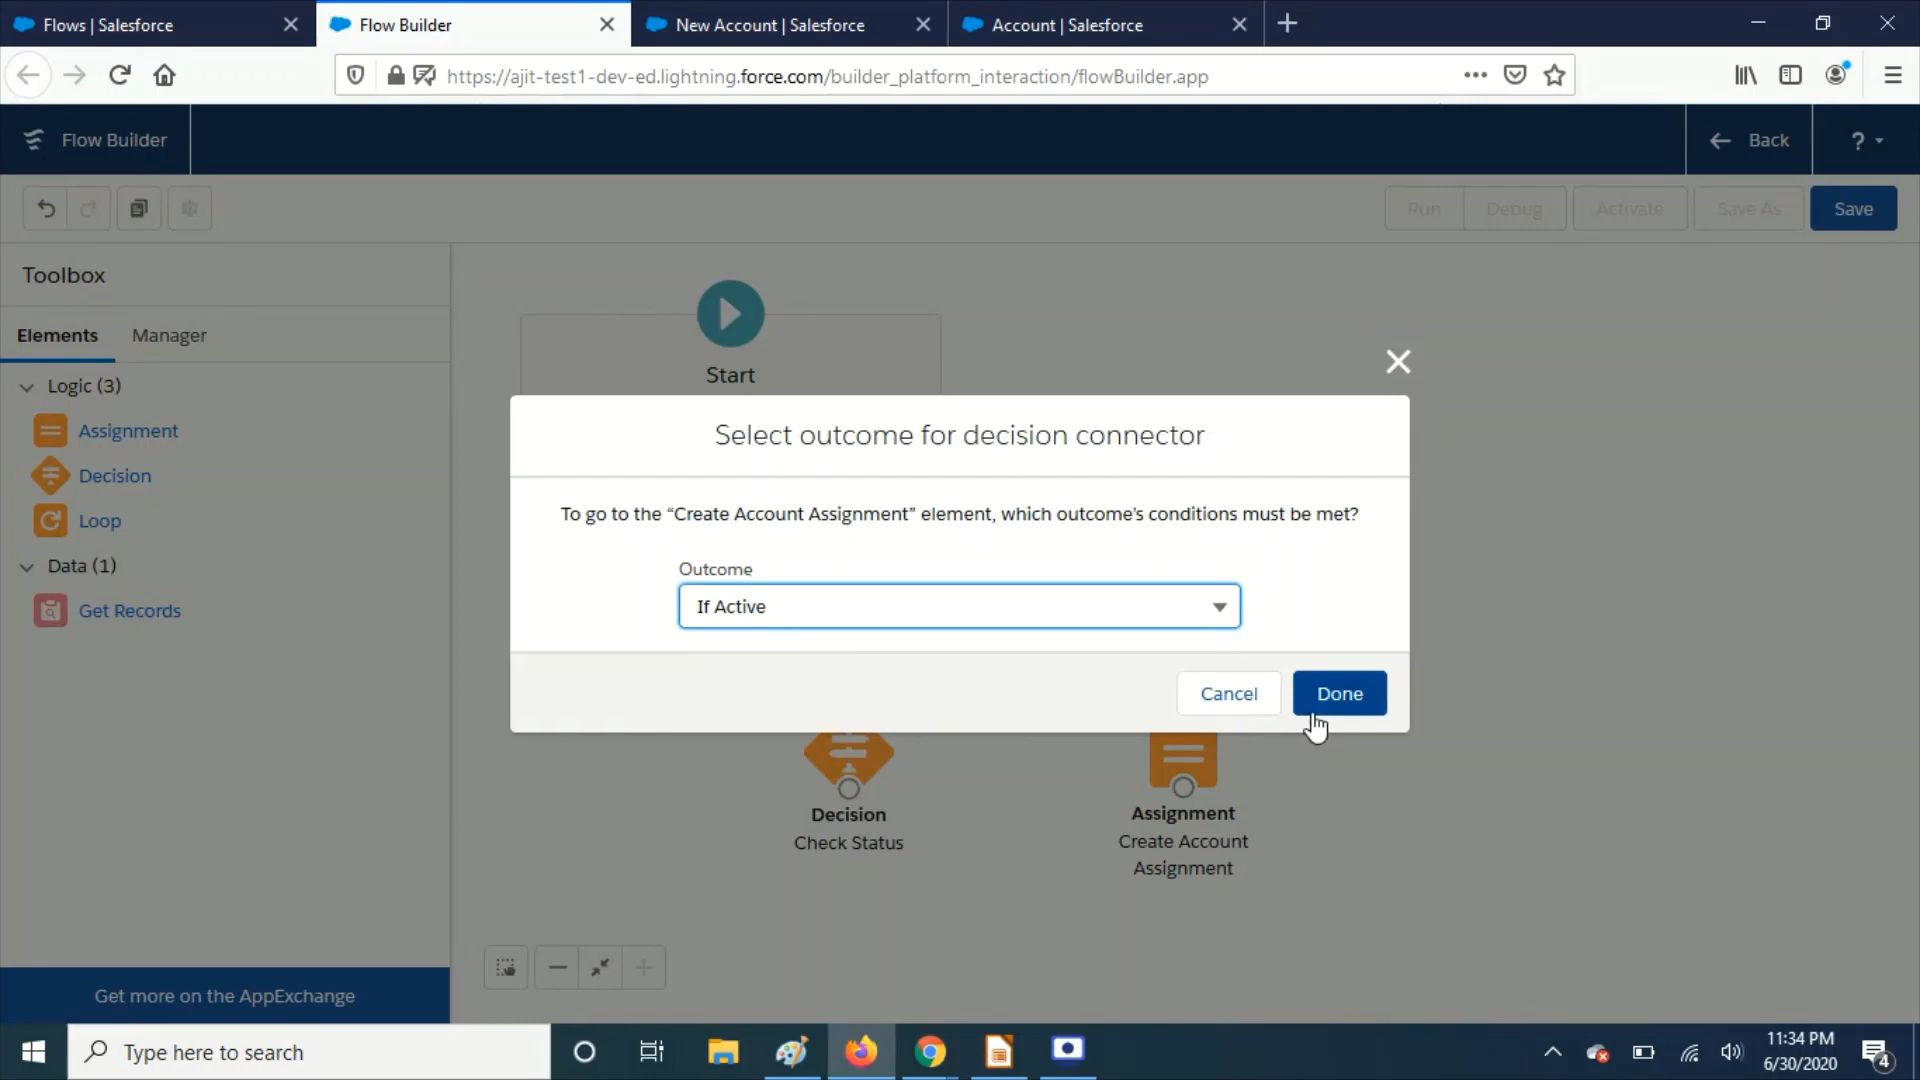 Flows | Salesforce
Flow Builder
New Account | Salesforce
Account | Salesforce
https://ajit-test1-dev-ed.lightning.force.com/builder_platform_interaction/flowBuilder.app
Flow Builder
Back
?
Run
Debug
Activate
Save As
Save
Toolbox
Elements
Manager
Logic (3)
Assignment
Decision
Loop
Data (1)
Get Records
Get more on the AppExchange
Start
Select outcome for decision connector
To go to the “Create Account Assignment” element, which outcome's conditions must be met?
Outcome
If Active
Cancel
Done
Decision
Check Status
Assignment
Create Account
Assignment
Type here to search
11:34 PM
6/30/2020
4